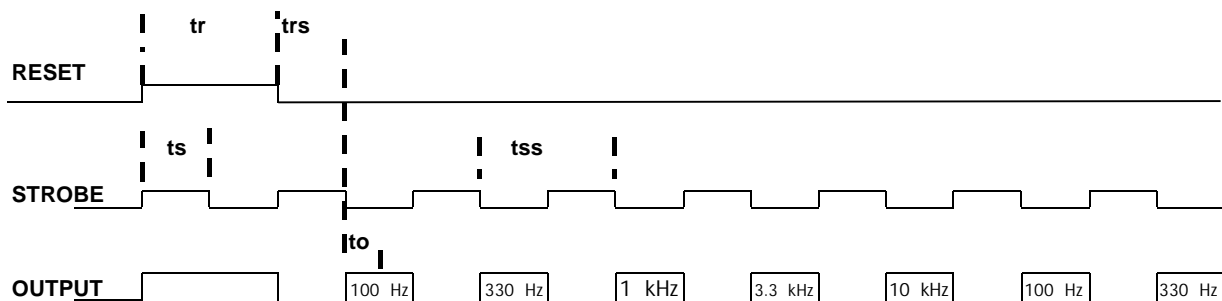 tr trs
RESET
ts tss
STROBE
to
OUTPUT 100 Hz 330 Hz 1 kHz 3.3 kHz 10 kHz 100 Hz 330 Hz